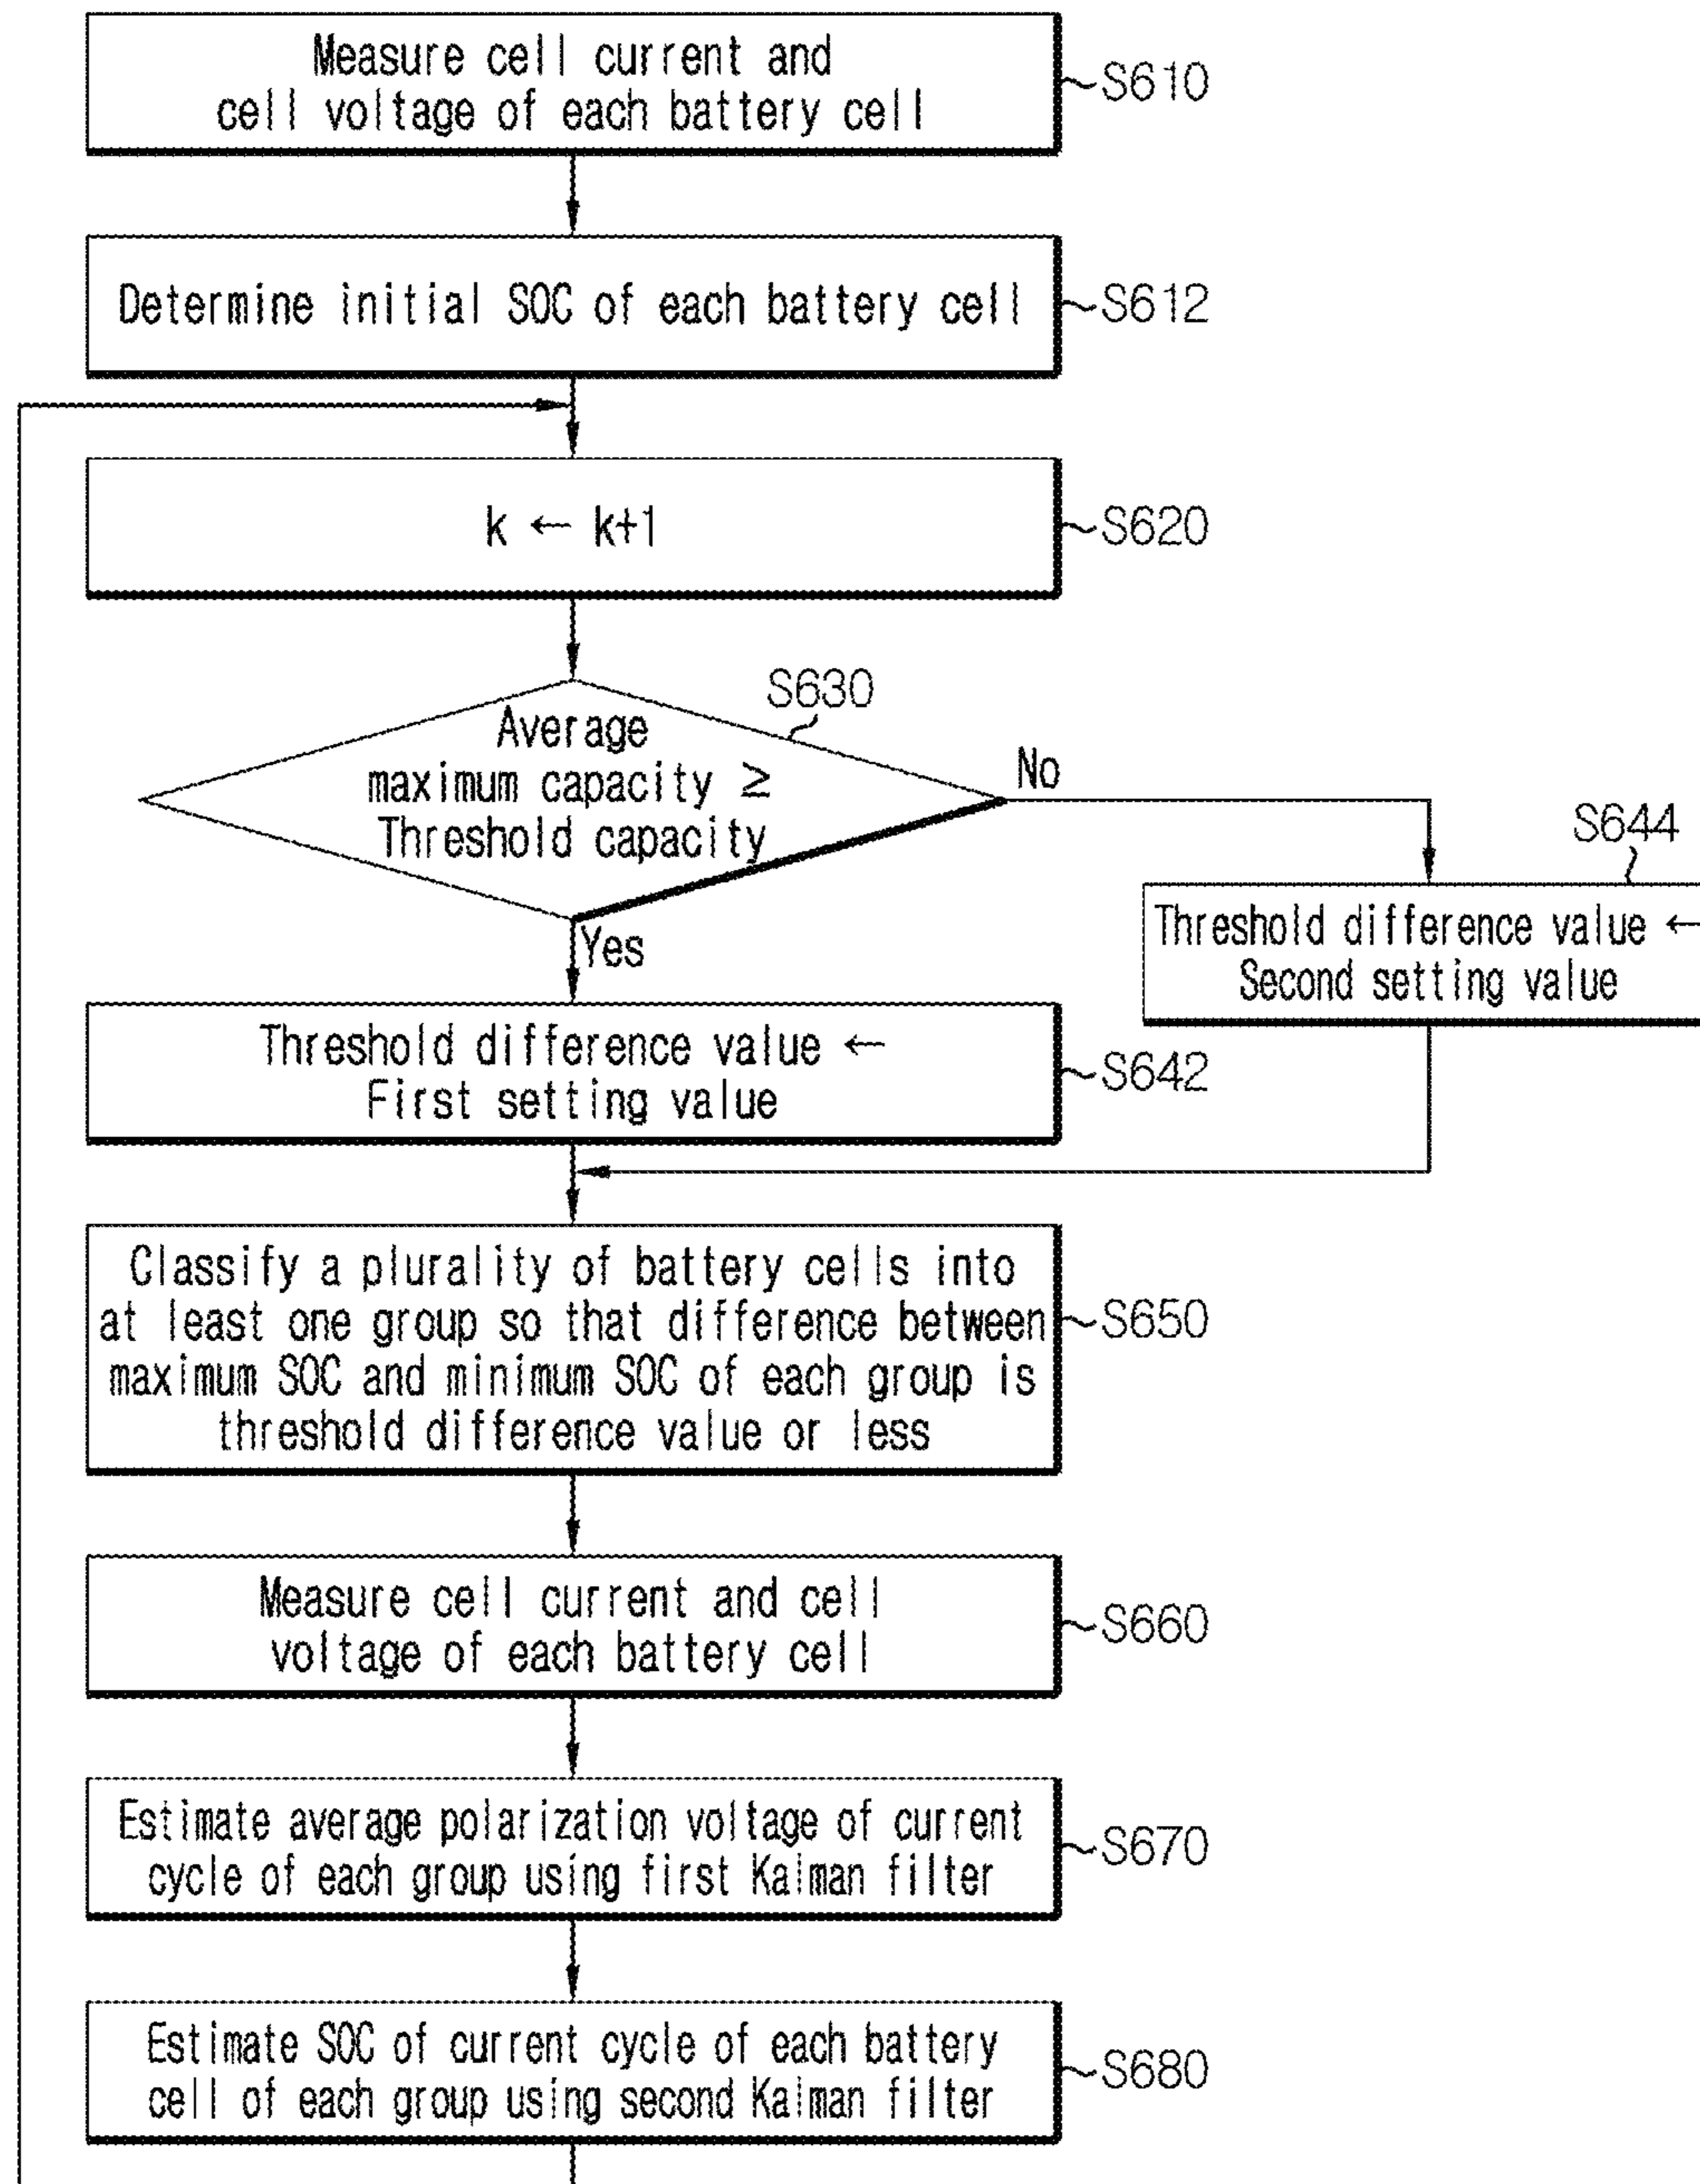 Measure cell current and
cell voltage of each battery cell
S610
Determine initial SOC of each battery cell
S612
k ← k+1
S620
S630
Average
maximum capacity ≥
Threshold capacity
No
Yes
S644
Threshold difference value ←
Second setting value
Threshold difference value ←
First setting value
S642
Classify a plurality of battery cells into
at least one group so that difference between
maximum SOC and minimum SOC of each group is
threshold difference value or less
S650
Measure cell current and cell
voltage of each battery cell
S660
Estimate average polarization voltage of current
cycle of each group using first Kalman filter
S670
Estimate SOC of current cycle of each battery
cell of each group using second Kalman filter
S680